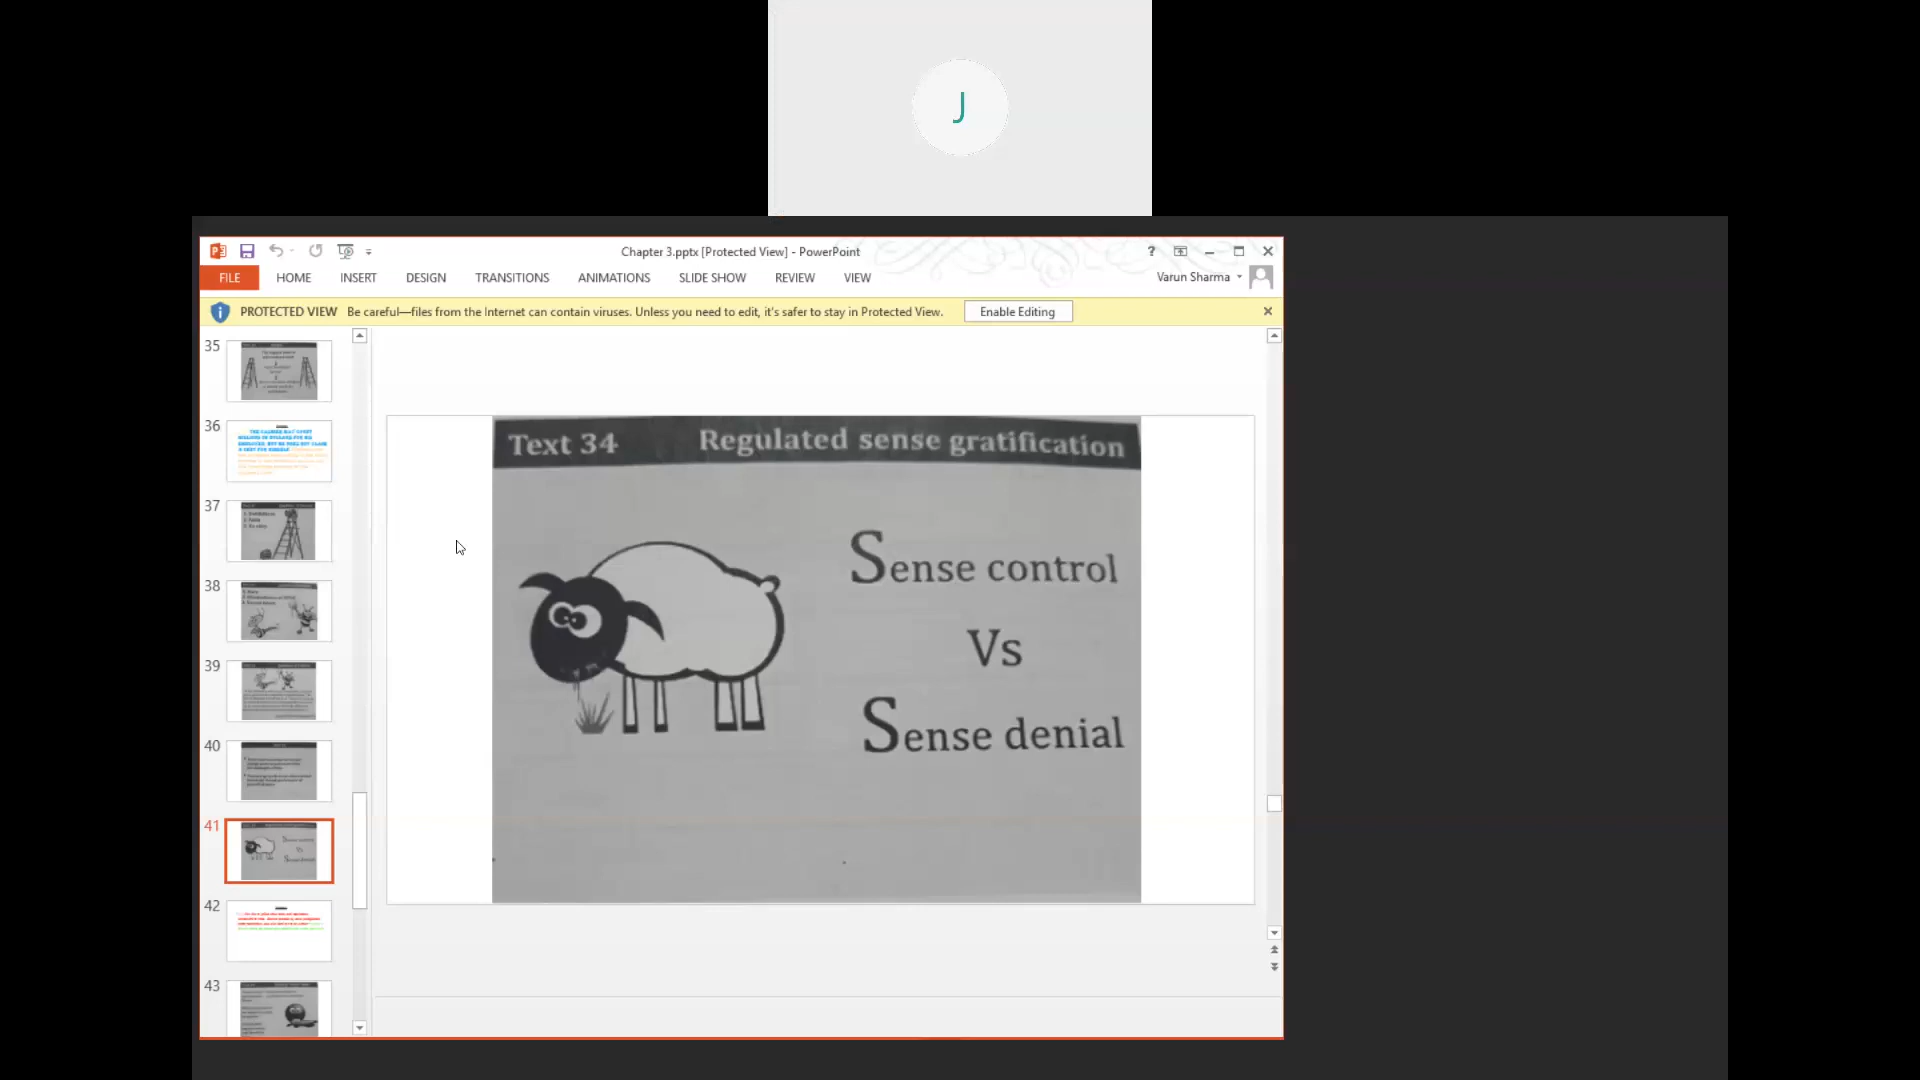 J
Chapter 3.pptx [Protected View] - PowerPoint
?
FILE HOME INSERT DESIGN TRANSITIONS ANIMATIONS SLIDE SHOW REVIEW VIEW
Varun Sharma
PROTECTED VIEW Be careful—files from the Internet can contain viruses. Unless you need to edit, it's safer to stay in Protected View. Enable Editing
35
36
37
38
39
40
41
42
43
Text 34 Regulated sense gratification
Sense control
Vs
Sense denial